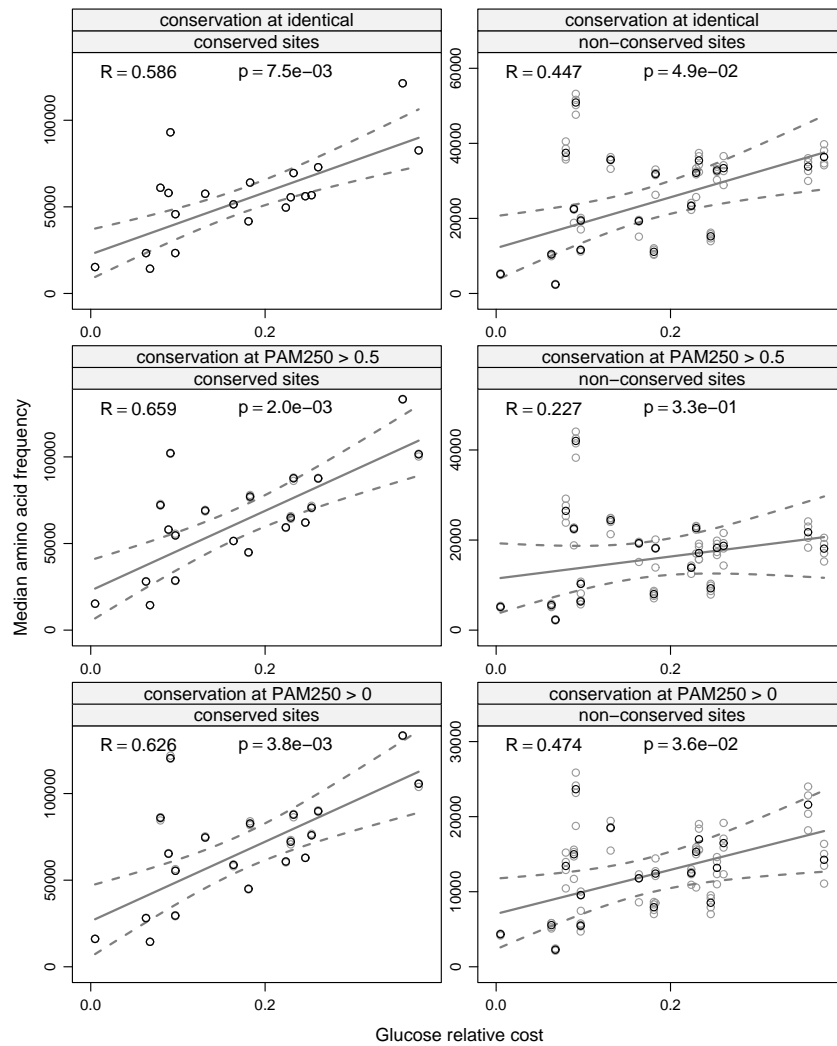 conservation at identical
conserved sites
R = 0.586 p = 7.5e−03
0 50000 100000
0.0 0.2
conservation at identical
non−conserved sites
R = 0.447 p = 4.9e−02
0 20000 40000 60000
0.0 0.2
conservation at PAM250 > 0.5
conserved sites
R = 0.659 p = 2.0e−03
0 50000 100000
0.0 0.2
conservation at PAM250 > 0.5
non−conserved sites
R = 0.227 p = 3.3e−01
0 20000 40000
0.0 0.2
conservation at PAM250 > 0
conserved sites
R = 0.626 p = 3.8e−03
0 50000 100000
0.0 0.2
conservation at PAM250 > 0
non−conserved sites
R = 0.474 p = 3.6e−02
0 10000 20000 30000
0.0 0.2
Median amino acid frequency
Glucose relative cost